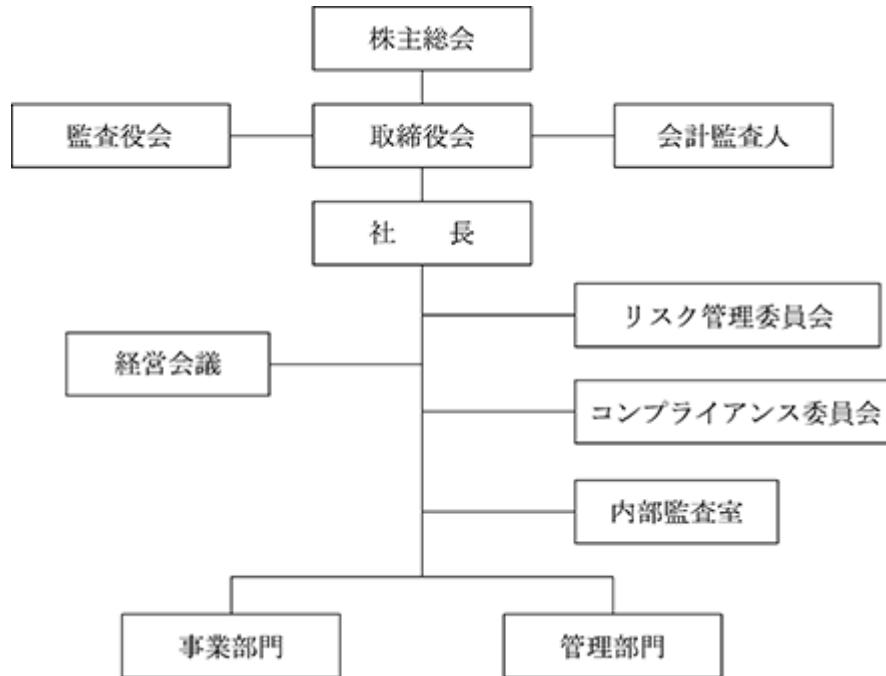 株主総会
監査役会
取締役会
会計監査人
社　長
リスク管理委員会
経営会議
コンプライアンス委員会
内部監査室
事業部門
管理部門